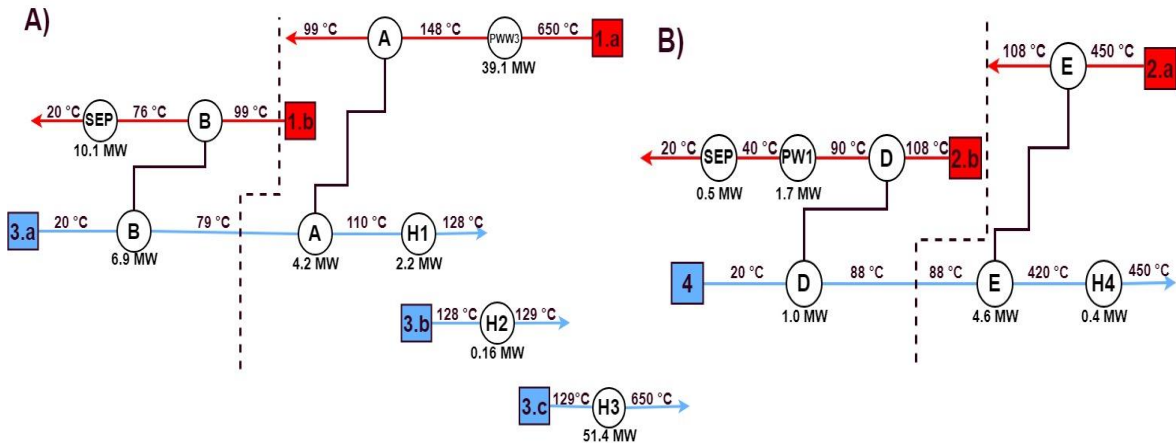 A)
99 °C A 148 °C PWW3 650 °C 1.a
39.1 MW
20 °C SEP 76 °C B 99 °C 1.b
10.1 MW
3.a 20 °C B 79 °C A 110 °C H1 128 °C
6.9 MW 4.2 MW 2.2 MW
3.b 128 °C H2 129 °C
0.16 MW
3.c 129°C H3 650 °C
51.4 MW
B)
108 °C E 450 °C 2.a
20 °C SEP 40 °C PW1 90 °C D 108 °C 2.b
0.5 MW 1.7 MW
4 20 °C D 88 °C 88 °C E 420 °C H4 450 °C
1.0 MW 4.6 MW 0.4 MW